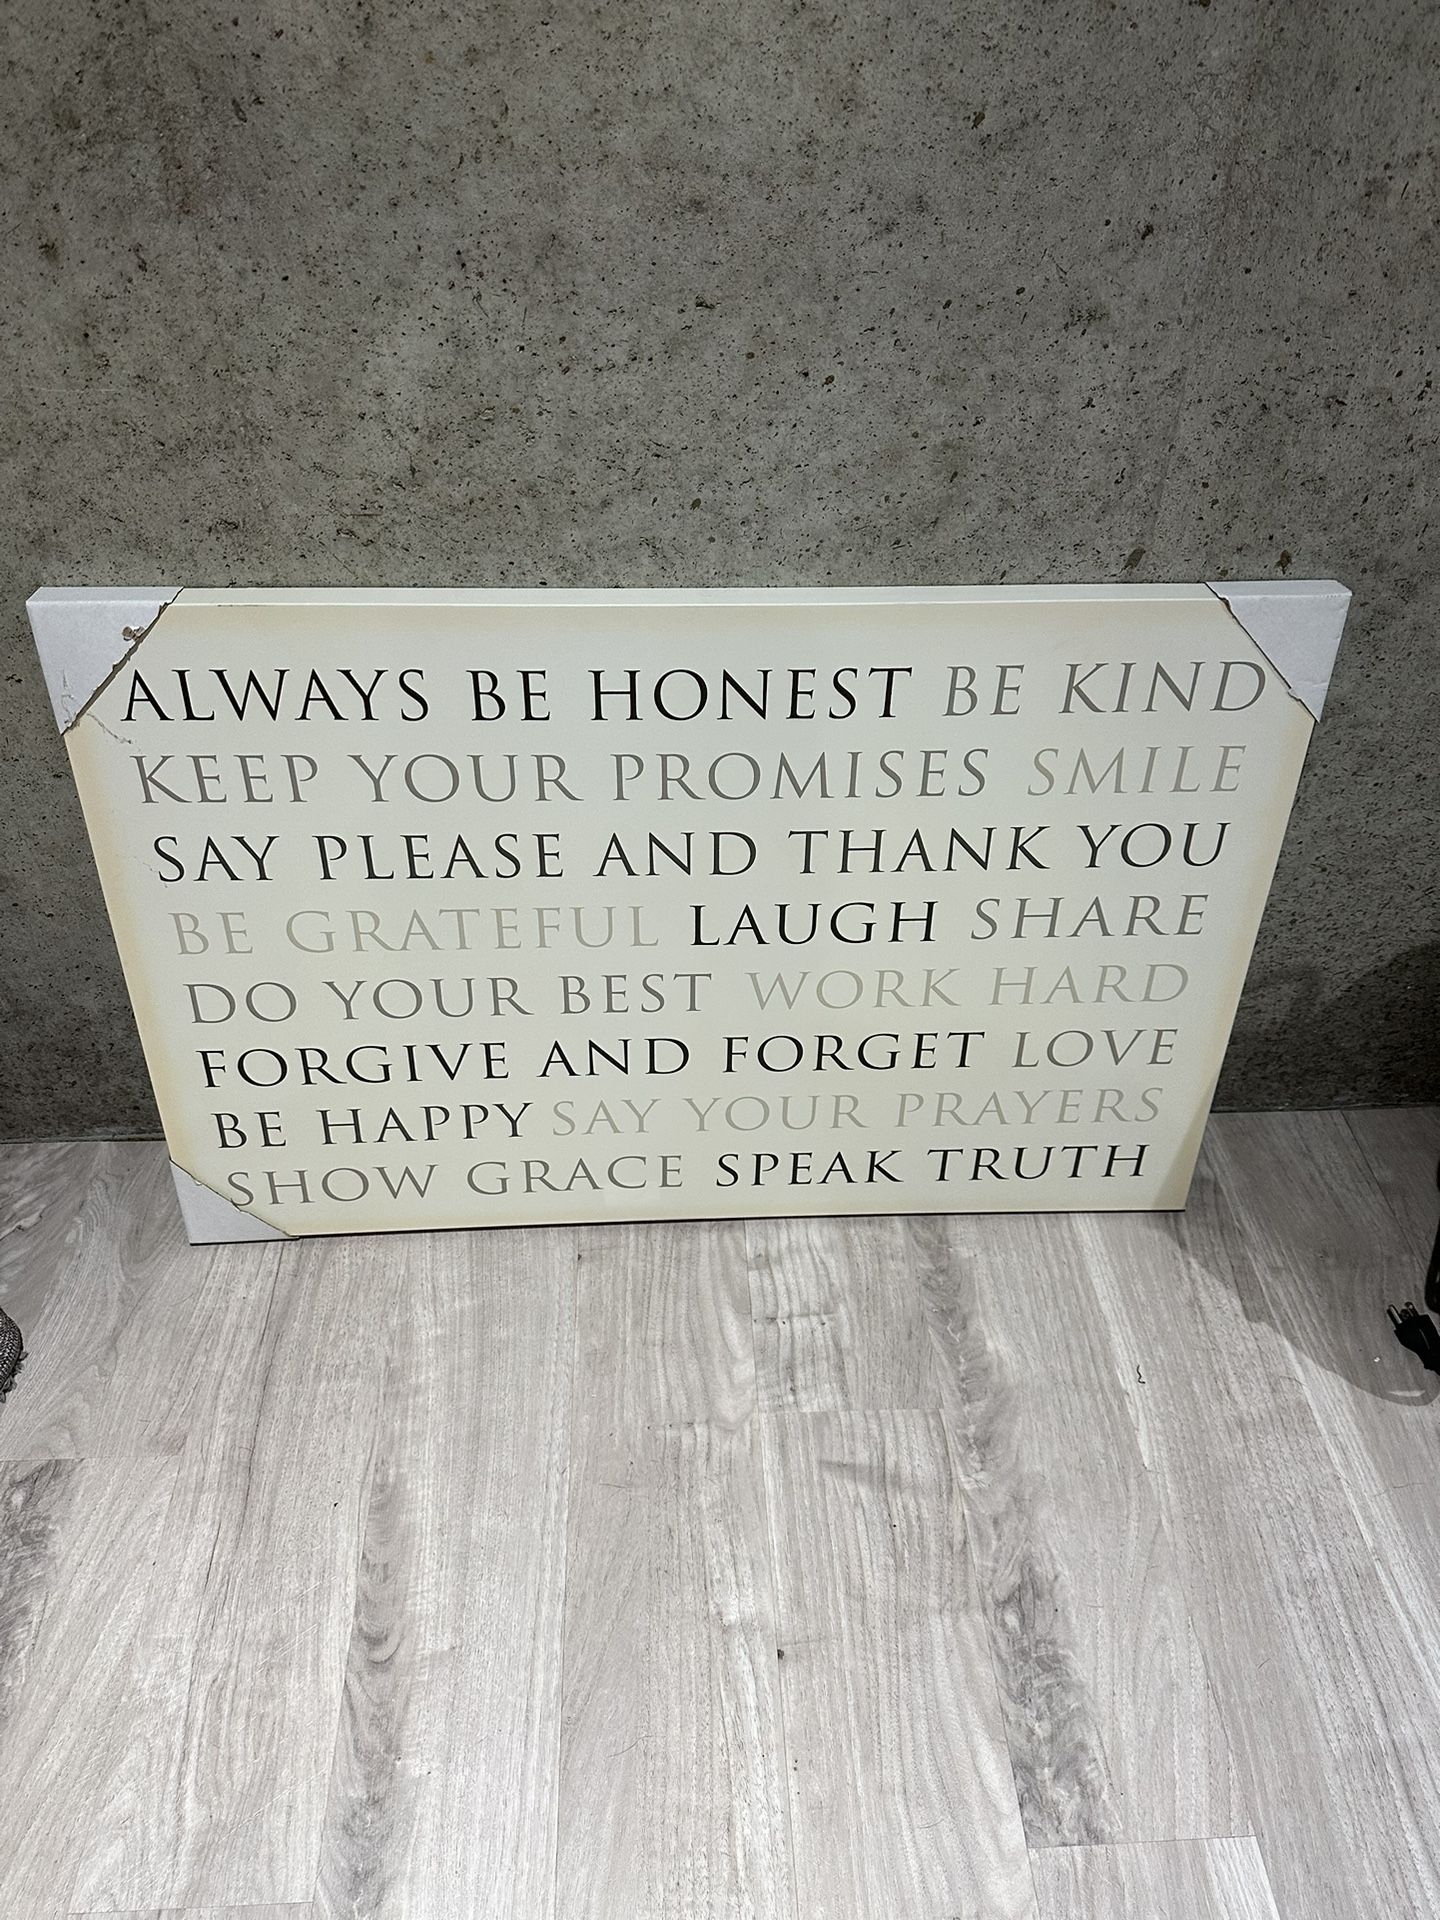 ALWAYS BE HONEST BE KIND
KEEP YOUR PROMISES SMILE
SAY PLEASE AND THANK YOU
BE GRATEFUL LAUGH SHARE
DO YOUR BEST WORK HARD
FORGIVE AND FORGET LOVE
BE HAPPY SAY YOUR PRAYERS
SHOW GRACE SPEAK TRUTH